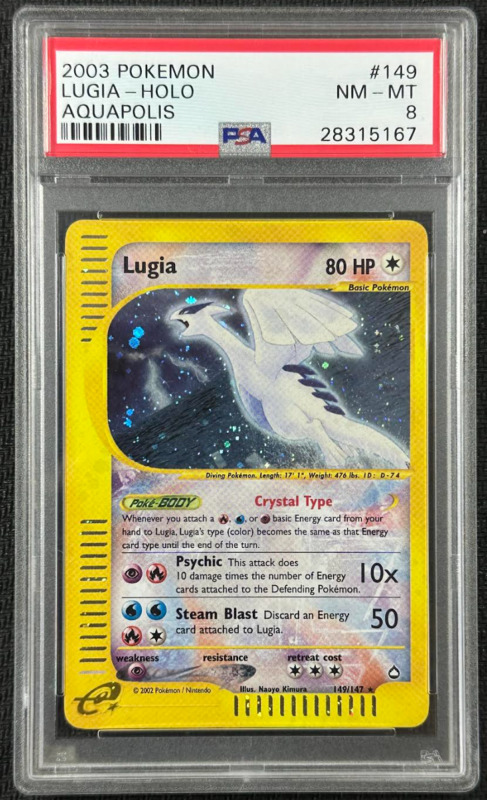 2003 POKEMON #149
LUGIA – HOLO NM – MT
AQUAPOLIS 8
PSA 28315167
Lugia 80 HP
Basic Pokémon
Diving Pokémon. Length: 17' 1", Weight: 476 lbs. ID: D-74
Poké-BODY Crystal Type
Whenever you attach a , , or basic Energy card from your
hand to Lugia, Lugia's type (color) becomes the same as that Energy
card type until the end of the turn.
Psychic This attack does
10 damage times the number of Energy 10x
cards attached to the Defending Pokémon.
Steam Blast Discard an Energy 50
card attached to Lugia.
weakness resistance retreat cost
e © 2002 Pokémon / Nintendo Illus. Naoyo Kimura 149/147 ★